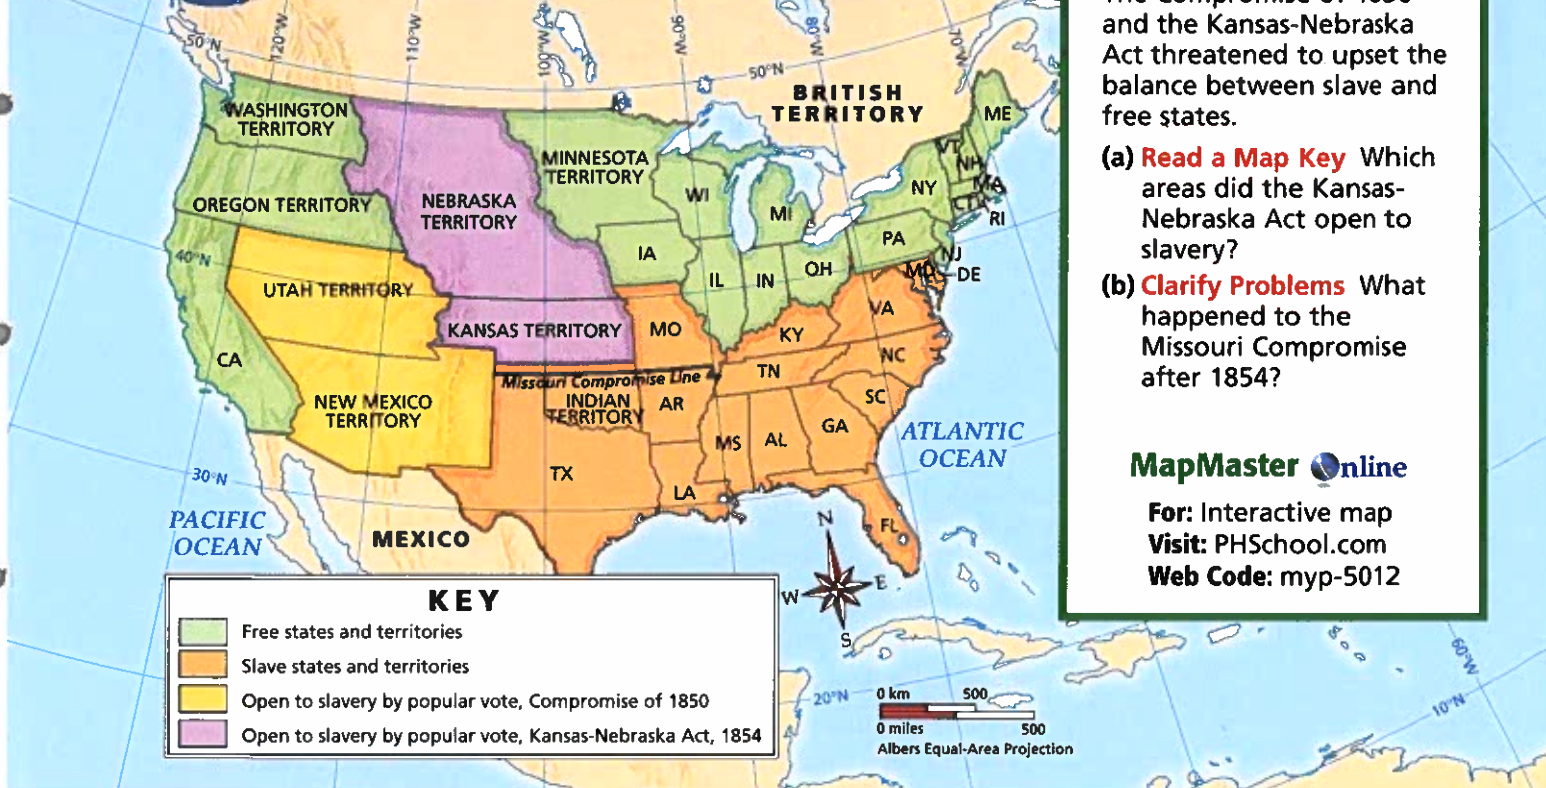 The Compromise of 1850
and the Kansas-Nebraska
Act threatened to upset the
balance between slave and
free states.
(a) Read a Map Key Which
areas did the Kansas-
Nebraska Act open to
slavery?
(b) Clarify Problems What
happened to the
Missouri Compromise
after 1854?
MapMaster Online
For: Interactive map
Visit: PHSchool.com
Web Code: myp-5012
50°N
120°W
110°W
100°W
90°W
80°W
70°W
50°N
BRITISH
TERRITORY
WASHINGTON
TERRITORY
OREGON TERRITORY
NEBRASKA
TERRITORY
MINNESOTA
TERRITORY
WI
MI
NY
ME
VT
NH
MA
CT
RI
PA
NJ
DE
MD
40°N
UTAH TERRITORY
IA
IL
IN
OH
VA
KANSAS TERRITORY
MO
KY
NC
CA
Missouri Compromise Line
TN
SC
NEW MEXICO
TERRITORY
INDIAN
TERRITORY
AR
MS
AL
GA
TX
LA
FL
ATLANTIC
OCEAN
30°N
PACIFIC
OCEAN
MEXICO
N
W
E
S
KEY
Free states and territories
Slave states and territories
Open to slavery by popular vote, Compromise of 1850
Open to slavery by popular vote, Kansas-Nebraska Act, 1854
20°N
0 km 500
0 miles 500
Albers Equal-Area Projection
60°W
10°N